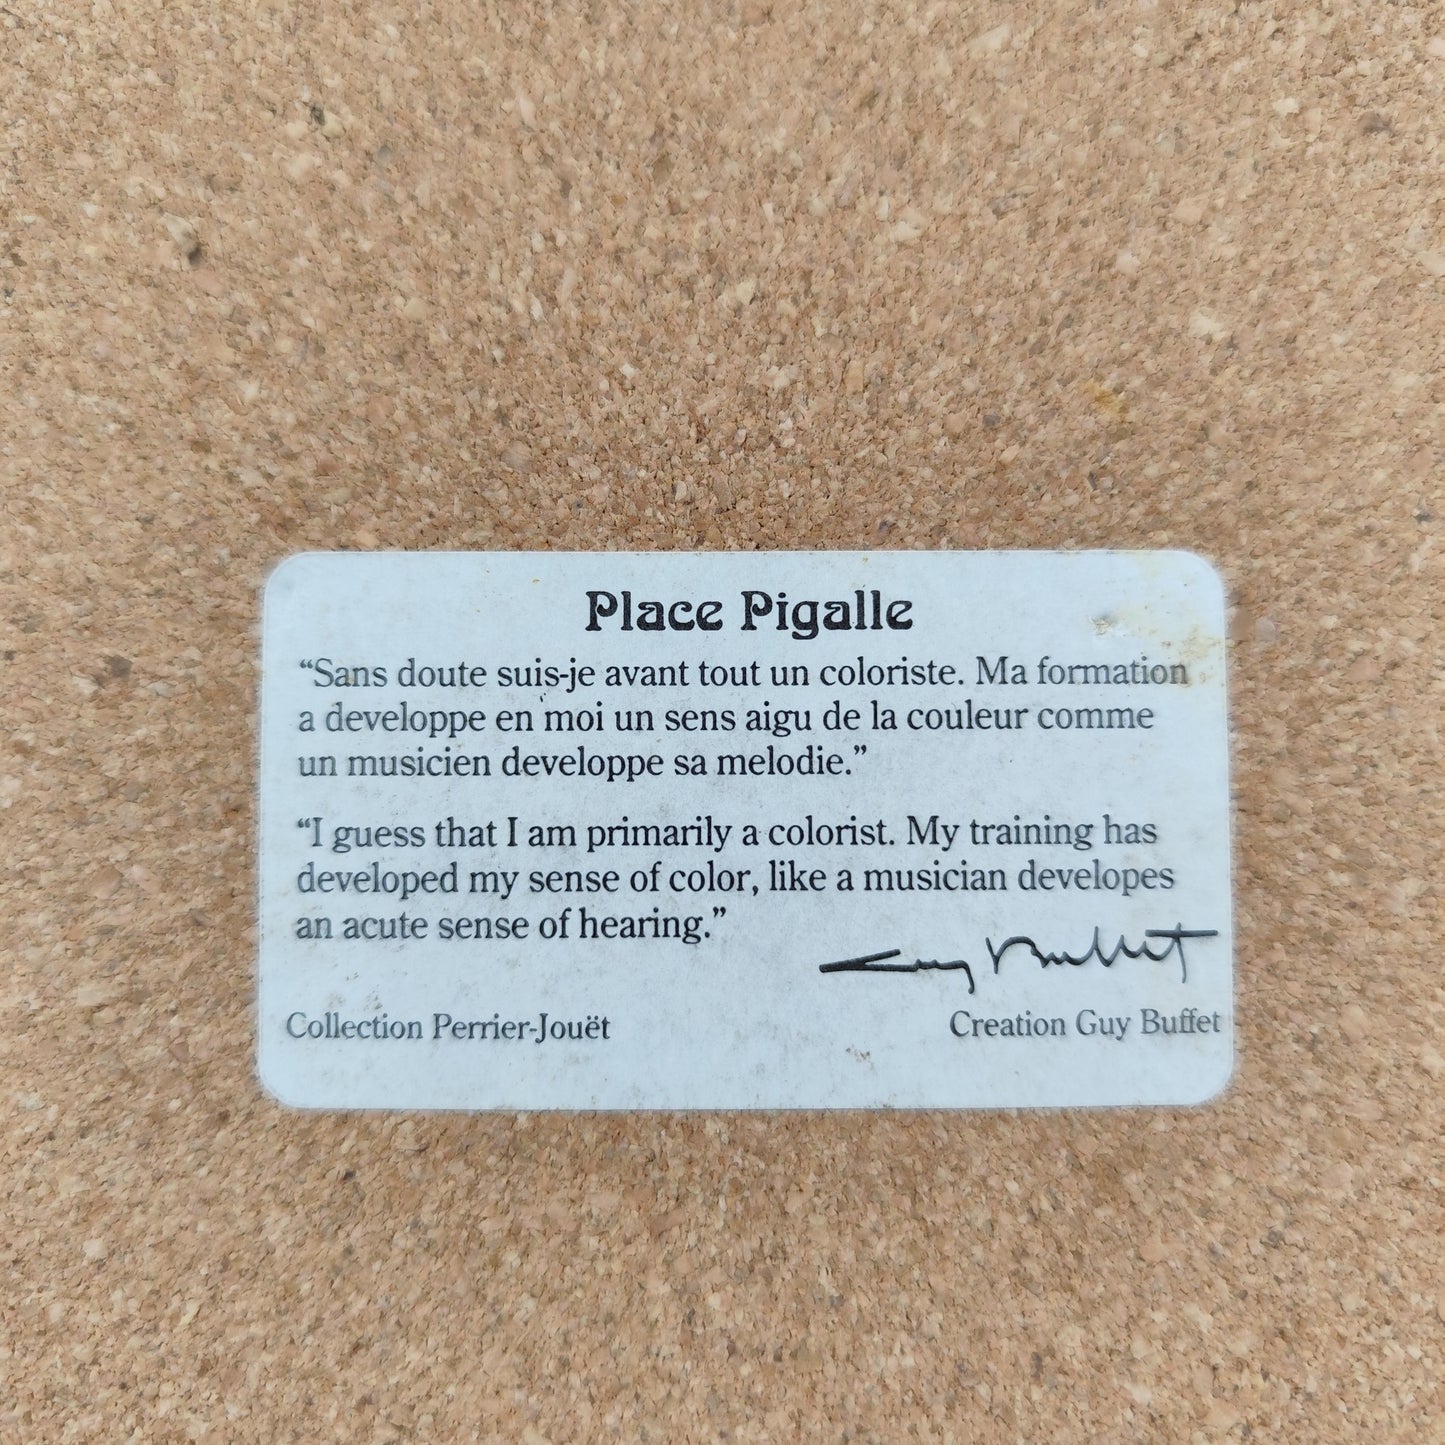 Place Pigalle
“Sans doute suis-je avant tout un coloriste. Ma formation
a developpe en moi un sens aigu de la couleur comme
un musicien developpe sa melodie.”
“I guess that I am primarily a colorist. My training has
developed my sense of color, like a musician developes
an acute sense of hearing.”
Guy Buffet
Collection Perrier-Jouët
Creation Guy Buffet